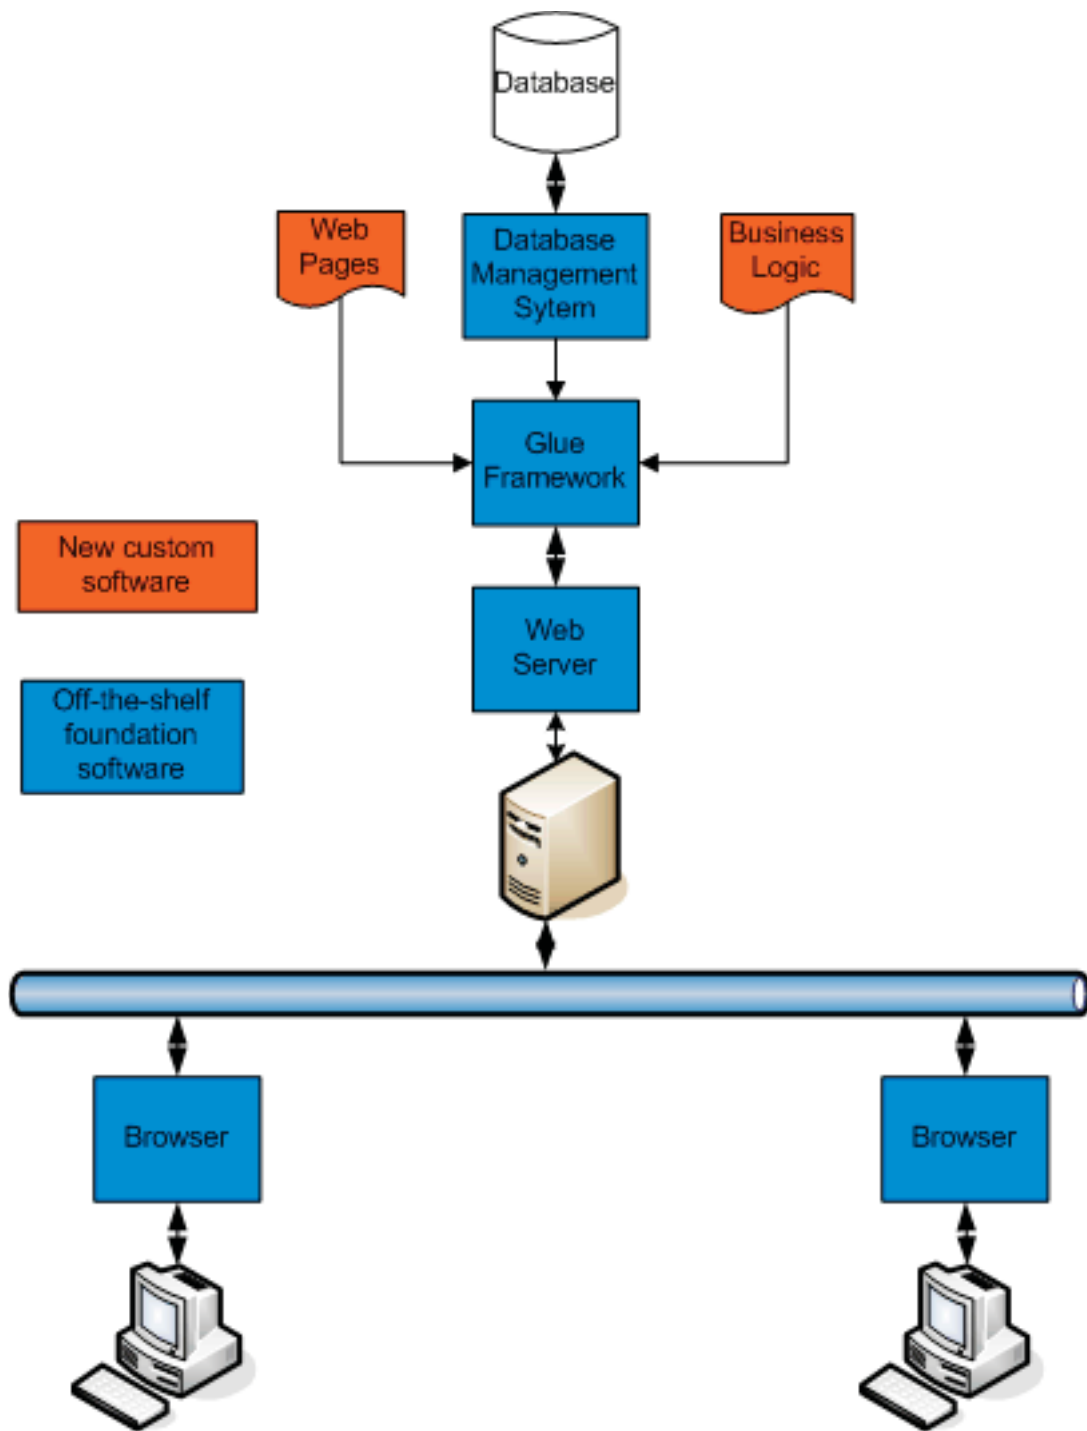 Database
Web
Pages
Database
Management
Sytem
Business
Logic
Glue
Framework
New custom
software
Web
Server
Off-the-shelf
foundation
software
Browser
Browser